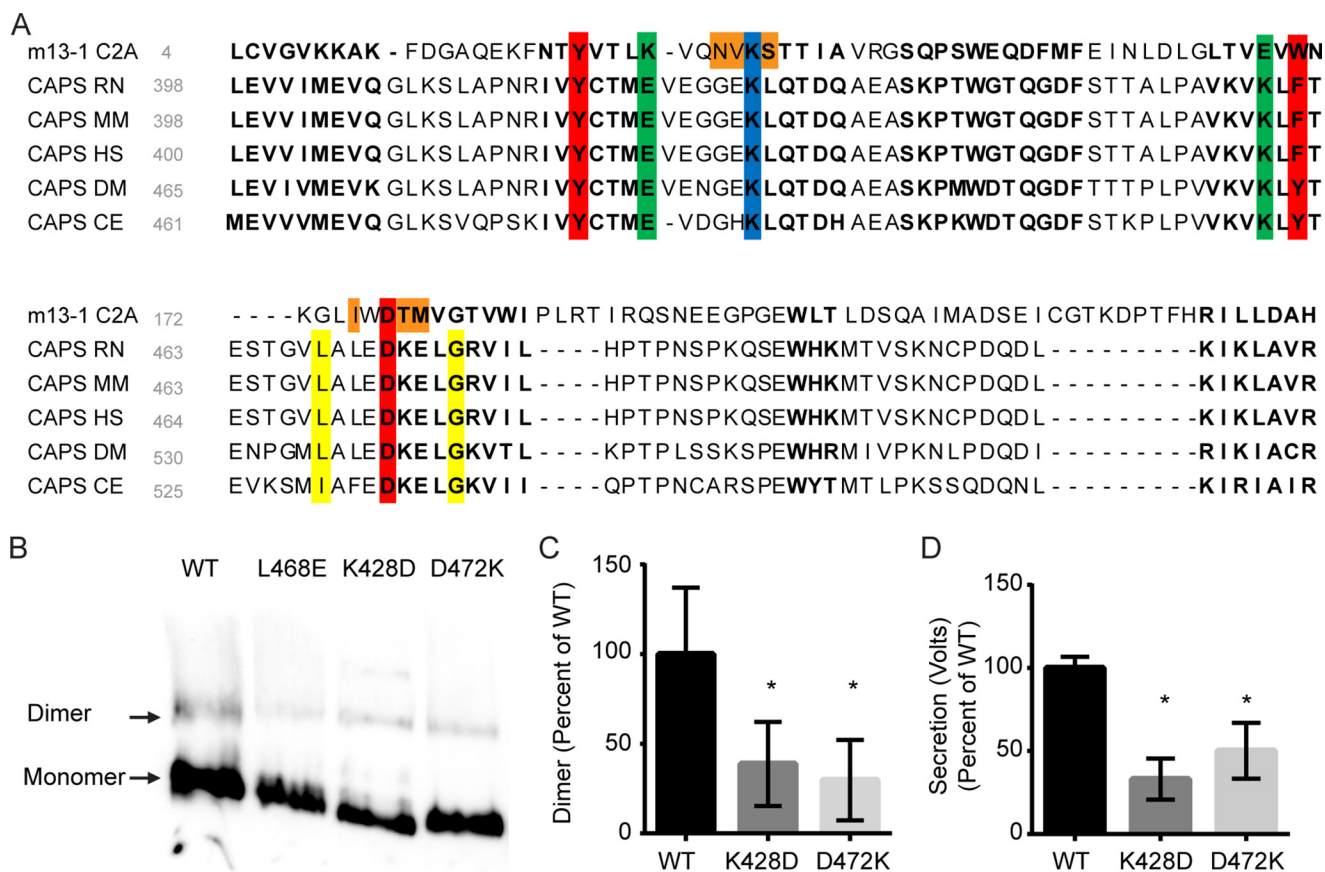 A
m13-1 C2A 4 LCVGVKKAK-FDGAQEKFNTYVTLK-VQNVKSTTIAVRGSQPSWEQDFMFEINLDLGLTVEVWN
CAPS RN 398 LEVVIMEVQGLKSLAPNRIVYCTMEVEGGEKLQTDQAEASKPTWGTQGDFSTTALPAVKVKLFT
CAPS MM 398 LEVVIMEVQGLKSLAPNRIVYCTMEVEGGEKLQTDQAEASKPTWGTQGDFSTTALPAVKVKLFT
CAPS HS 400 LEVVIMEVQGLKSLAPNRIVYCTMEVEGGEKLQTDQAEASKPTWGTQGDFSTTALPAVKVKLFT
CAPS DM 465 LEVIVMEVKGLKSLAPNRIVYCTMEVENGEKLQTDQAEASKPMWDTQGDFTTTPLPVVKVKLYT
CAPS CE 461 MEVVVMEVQGLKSVQPSKIVYCTME-VDGHKLQTDHAEASKPKWDTQGDFSTKPLPVVKVKLYT
m13-1 C2A 172 ----KGLIWDTMVGTVWIPLRTIRQSNEEGPGEWLTLDSQAIMADSEICGTKDPTFHRILLDAH
CAPS RN 463 ESTGVLALEDKELGRVIL----HPTPNSPKQSEWHKMTVSKNCPDQDL---------KIKLAVR
CAPS MM 463 ESTGVLALEDKELGRVIL----HPTPNSPKQSEWHKMTVSKNCPDQDL---------KIKLAVR
CAPS HS 464 ESTGVLALEDKELGRVIL----HPTPNSPKQSEWHKMTVSKNCPDQDL---------KIKLAVR
CAPS DM 530 ENPGMLALEDKELGKVTL----KPTPLSSKSPEWHRMIVPKNLPDQDI---------RIKIACR
CAPS CE 525 EVKSMIAFEDKELGKVII----QPTPNCARSPEWYTMTLPKSSQDQNL---------KIRIAIR
B
WT L468E K428D D472K
Dimer
Monomer
C
Dimer (Percent of WT)
150
100
50
0
*
*
WT K428D D472K
D
Secretion (Volts)
(Percent of WT)
150
100
50
0
*
*
WT K428D D472K